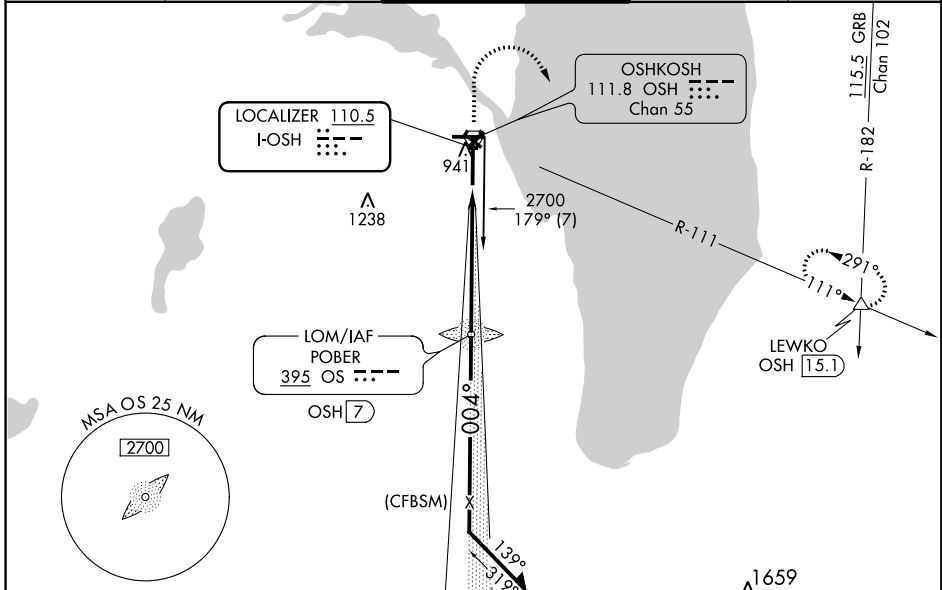 115.5 GRB
Chan 102
R-182
OSHKOSH
111.8 OSH
Chan 55
LOCALIZER 110.5
I-OSH
941
1238
2700
179° (7)
R-111
291°
111°
LEWKO
OSH 15.1
LOM/IAF
POBER
395 OS
OSH 7
004°
MSA OS 25 NM
2700
(CFBSM)
X
139°
319°
1659